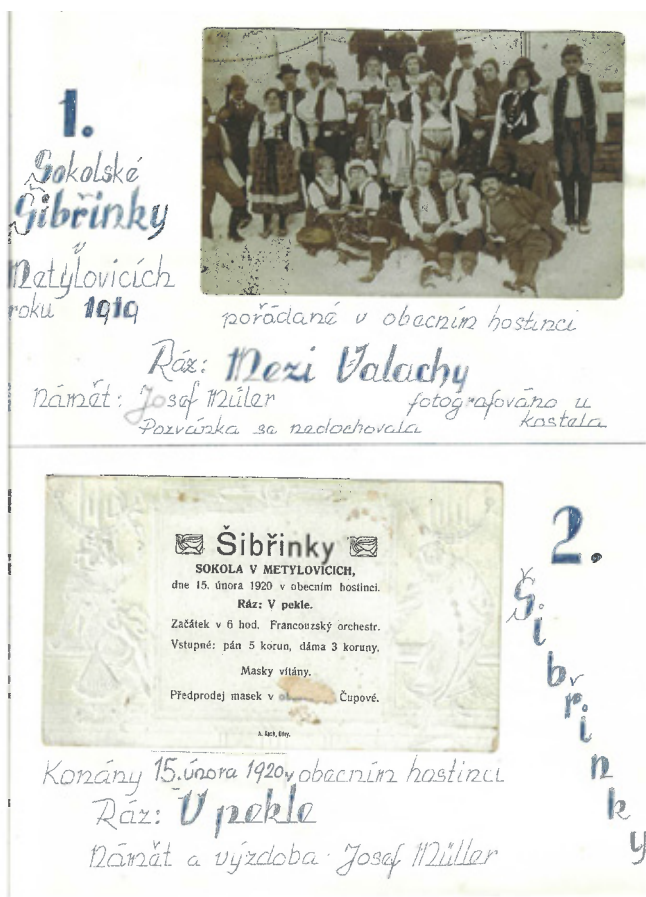 1.
Sokolské
Šibřinky
v
Metylovicích
roku 1919
pořádané v obecním hostinci
Ráz: Mezi Valachy
Námět: Josef Müler
fotografováno u
kostela
Pozvánka se nedochovala
2.
Šibřinky
Šibřinky
SOKOLA V METYLOVICÍCH,
dne 15. února 1920 v obecním hostinci.
Ráz: V pekle.
Začátek v 6 hod. Francouzský orchestr.
Vstupné: pán 5 korun, dáma 3 koruny.
Masky vítány.
Předprodej masek v Čupové.
Konány 15. února 1920 v obecním hostinci
Ráz: V pekle
Námět a výzdoba - Josef Müller